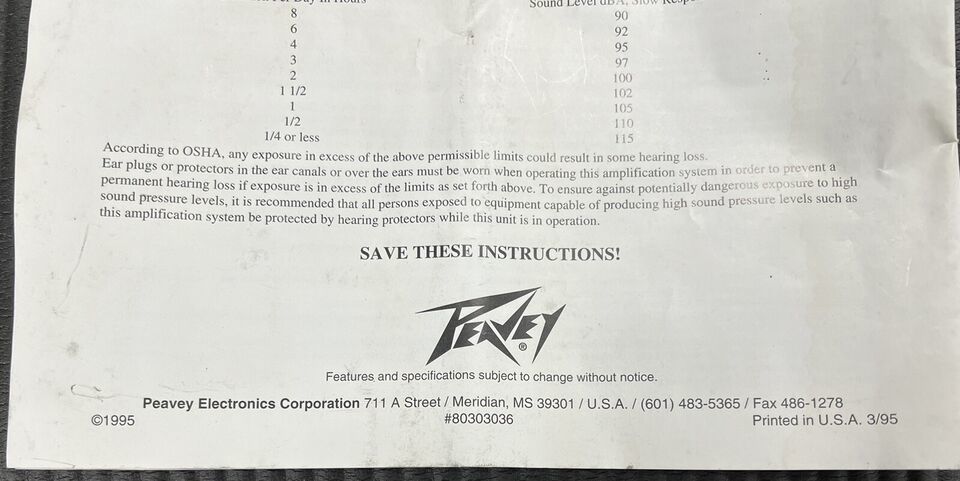 Per Day In Hours Sound Level dBA, Slow
8 90
6 92
4 95
3 97
2 100
1 1/2 102
1 105
1/2 110
1/4 or less 115
According to OSHA, any exposure in excess of the above permissible limits could result in some hearing loss.
Ear plugs or protectors in the ear canals or over the ears must be worn when operating this amplification system in order to prevent a
permanent hearing loss if exposure is in excess of the limits as set forth above. To ensure against potentially dangerous exposure to high
sound pressure levels, it is recommended that all persons exposed to equipment capable of producing high sound pressure levels such as
this amplification system be protected by hearing protectors while this unit is in operation.
SAVE THESE INSTRUCTIONS!
PEAVEY®
Features and specifications subject to change without notice.
Peavey Electronics Corporation 711 A Street / Meridian, MS 39301 / U.S.A. / (601) 483-5365 / Fax 486-1278
©1995 #80303036 Printed in U.S.A. 3/95